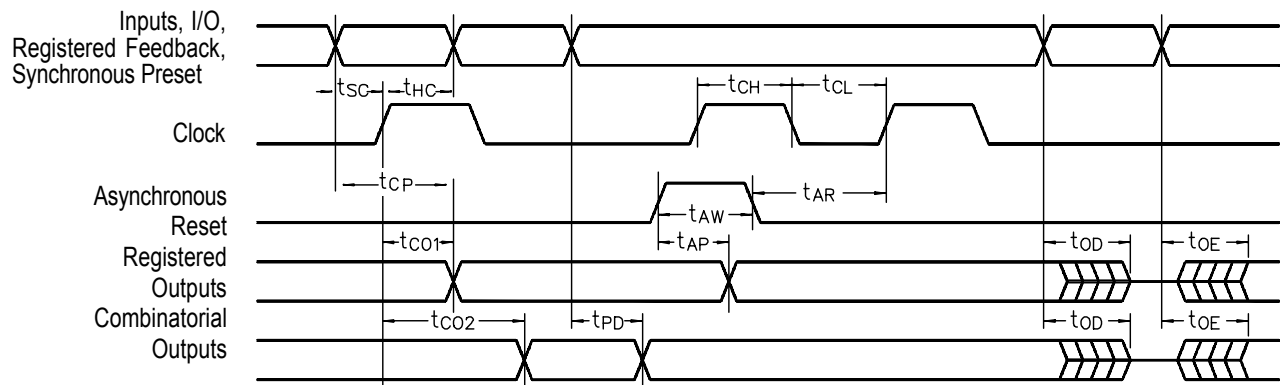 Inputs, I/O,
Registered Feedback,
Synchronous Preset
tSC
tHC
tCH
tCL
Clock
tCP
Asynchronous
Reset
tAW
tAR
tCO1
tAP
tOD
tOE
Registered
Outputs
Combinatorial
Outputs
tCO2
tPD
tOD
tOE